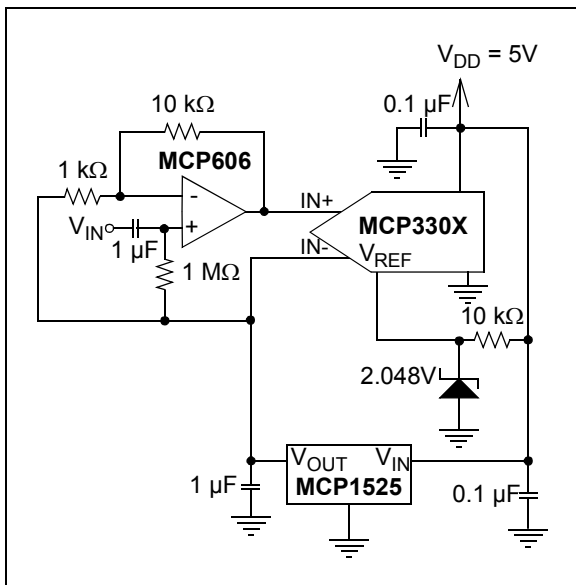 V_DD = 5V
10 kΩ
0.1 µF
MCP606
1 kΩ
-
IN+
MCP330X
V_IN
+
1 µF
IN-
V_REF
1 MΩ
10 kΩ
2.048V
V_OUT V_IN
1 µF
MCP1525
0.1 µF